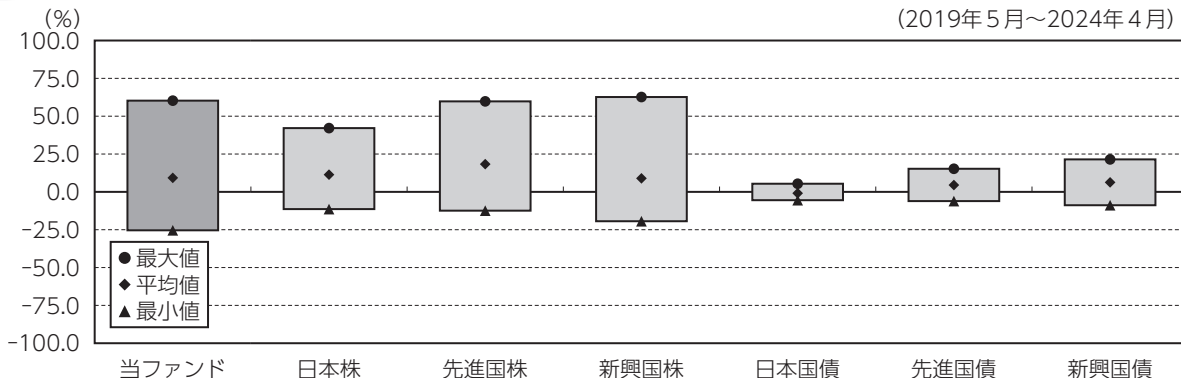 (%)
(2019年5月~2024年4月)
100.0
75.0
50.0
25.0
0.0
-25.0
-50.0
-75.0
-100.0
● 最大値
◆ 平均値
▲ 最小値
当ファンド 日本株 先進国株 新興国株 日本国債 先進国債 新興国債